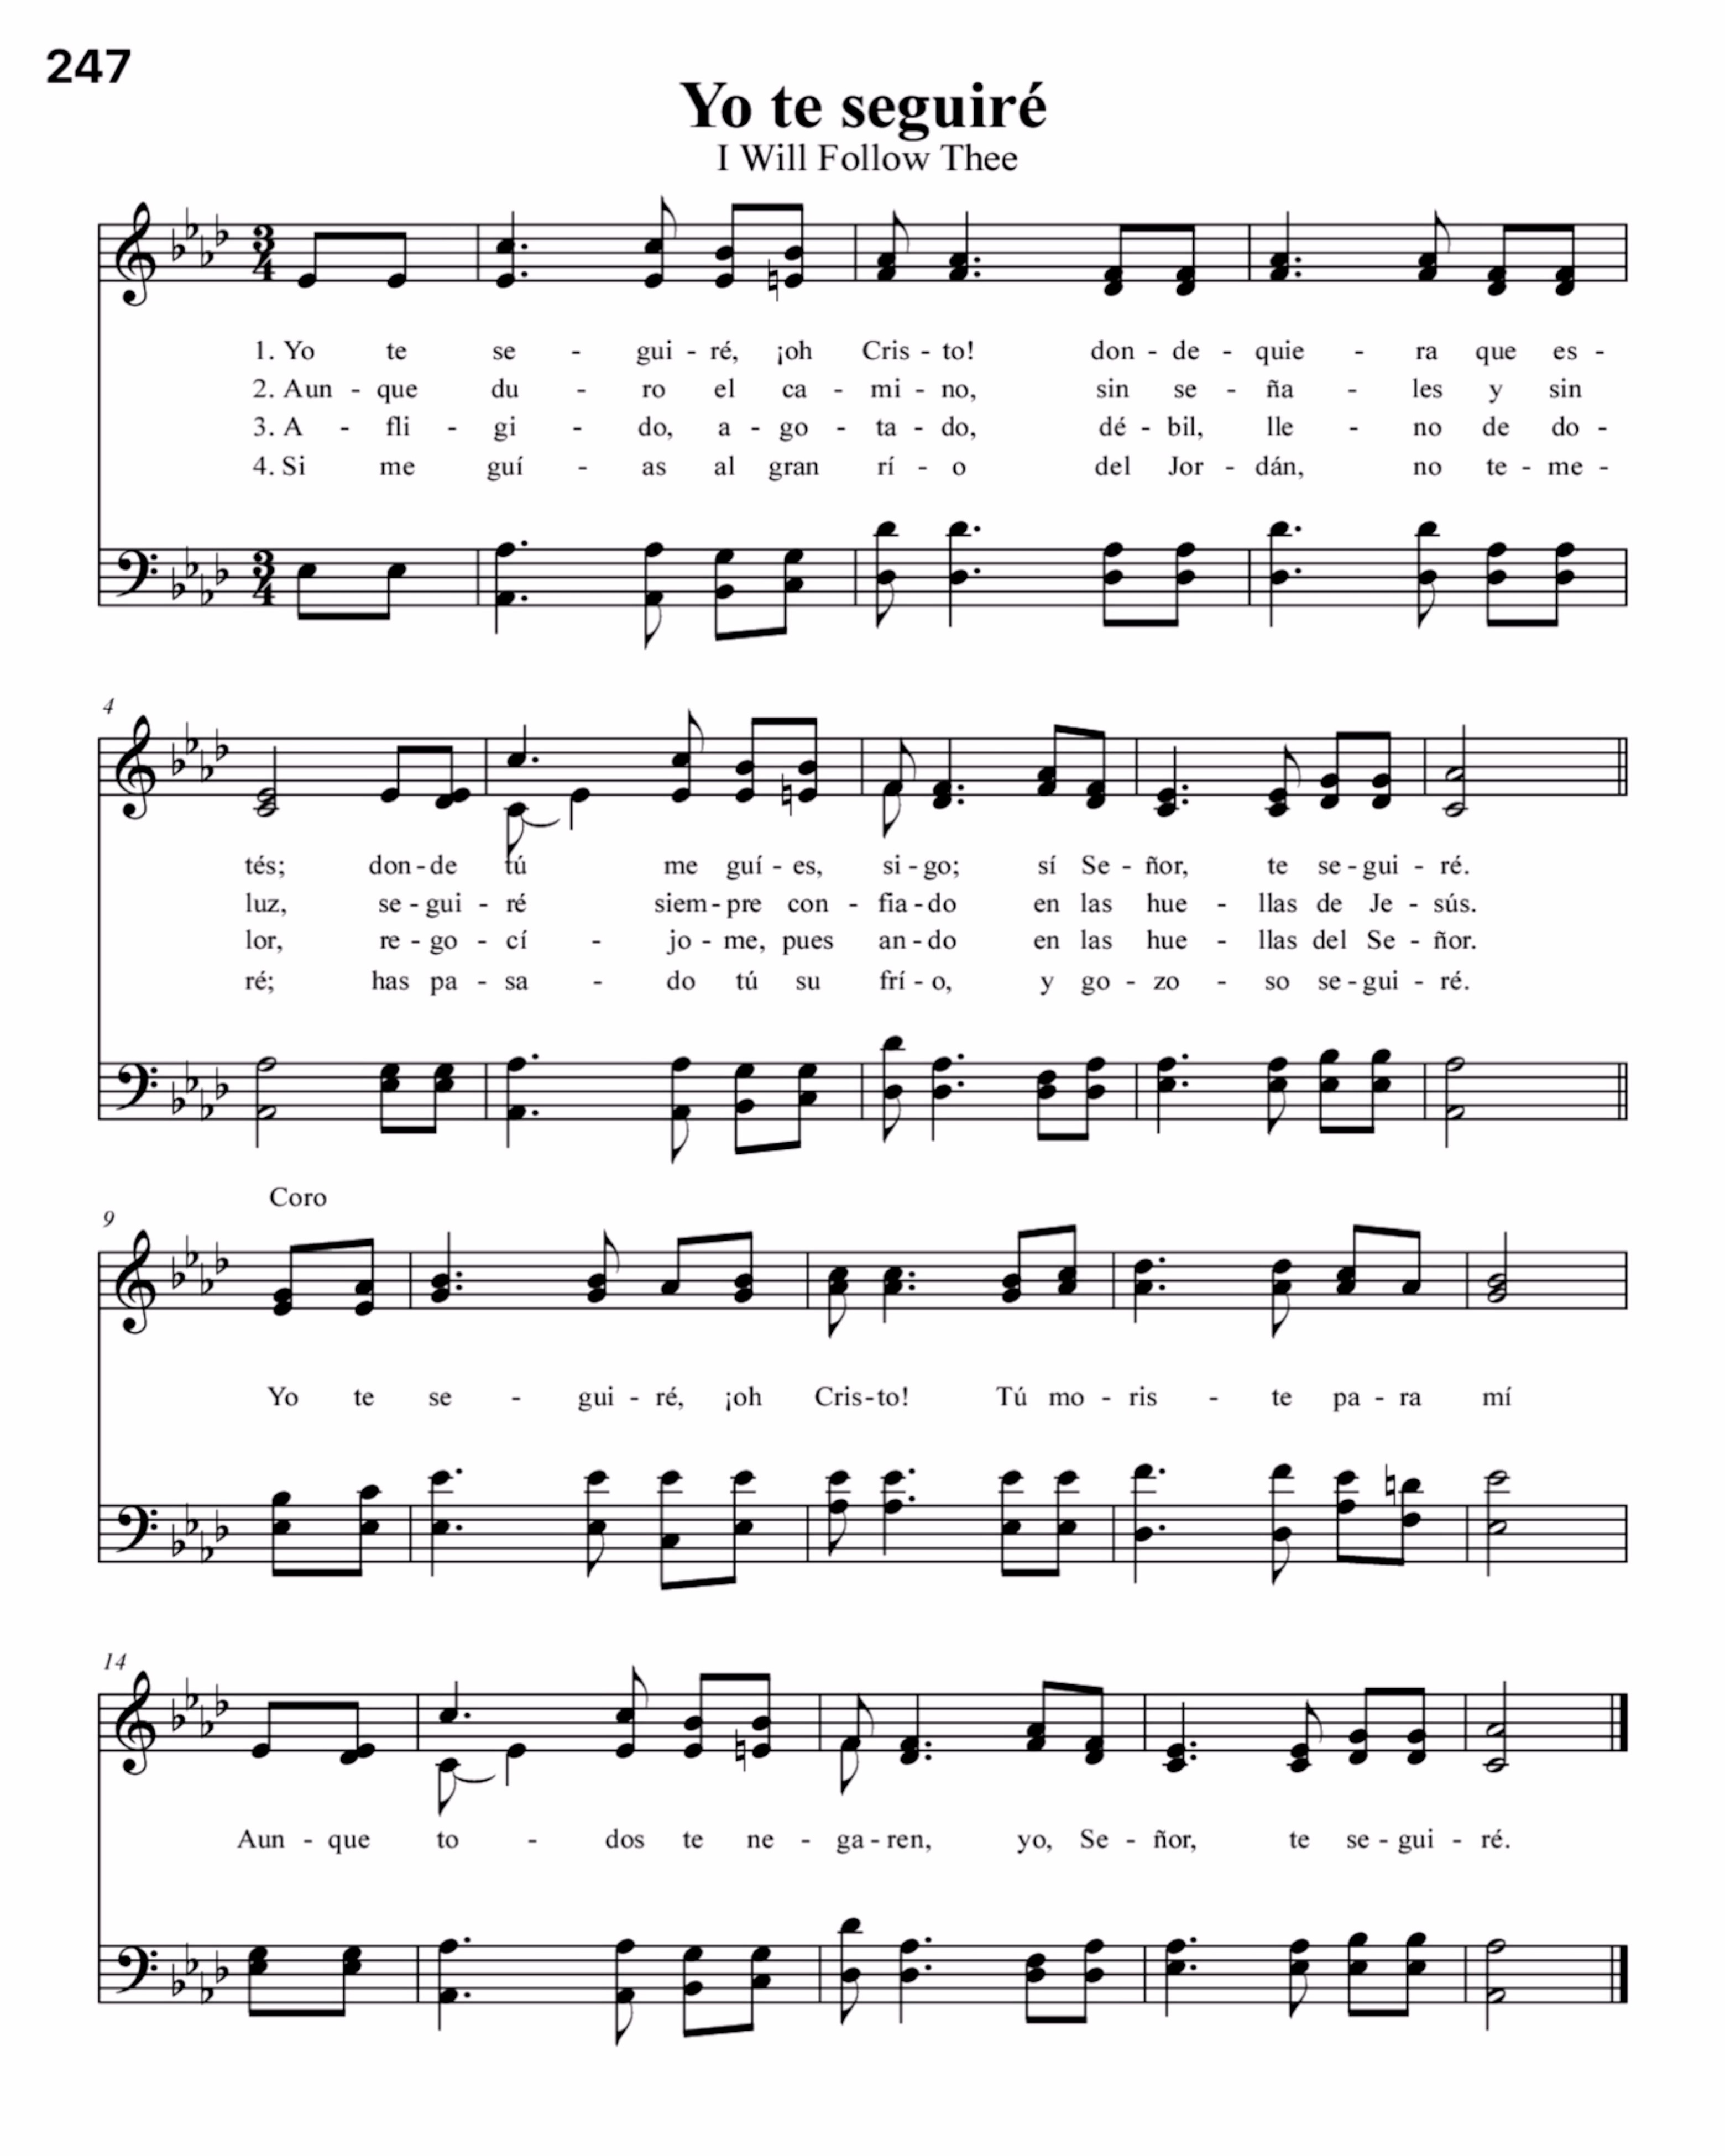 247
Yo te seguiré
I Will Follow Thee
3
4
1. Yo te se - gui - ré, ¡oh Cris - to! don - de - quie - ra que es -
2. Aun - que du - ro el ca - mi - no, sin se - ña - les y sin
3. A - fli - gi - do, a - go - ta - do, dé - bil, lle - no de do -
4. Si me guí - as al gran rí - o del Jor - dán, no te - me -
3
4
4
tés; don - de tú me guí - es, si - go; sí Se - ñor, te se - gui - ré.
luz, se - gui - ré siem - pre con - fia - do en las hue - llas de Je - sús.
lor, re - go - cí - jo - me, pues an - do en las hue - llas del Se - ñor.
ré; has pa - sa - do tú su frí - o, y go - zo - so se - gui - ré.
Coro
9
Yo te se - gui - ré, ¡oh Cris - to! Tú mo - ris - te pa - ra mí
14
Aun - que to - dos te ne - ga - ren, yo, Se - ñor, te se - gui - ré.